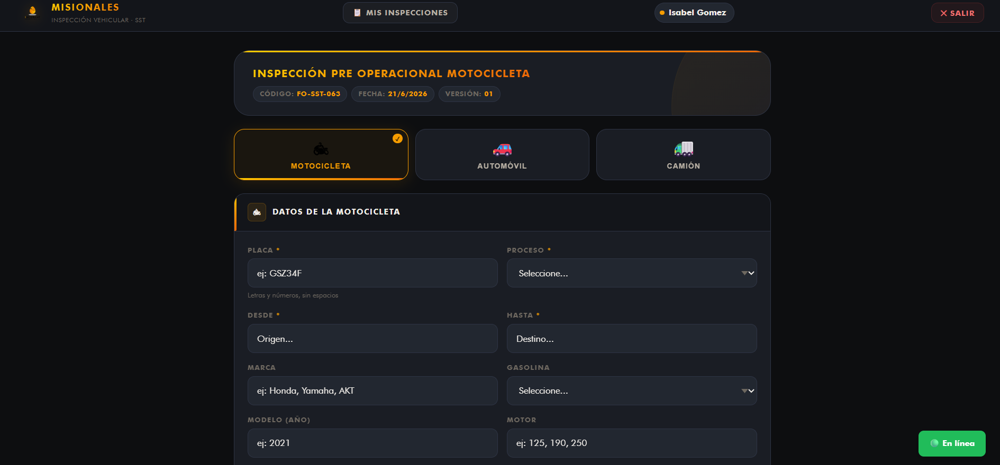 MISIONALES
INSPECCIÓN VEHICULAR · SST
MIS INSPECCIONES
Isabel Gomez
SALIR
INSPECCIÓN PRE OPERACIONAL MOTOCICLETA
CÓDIGO: FO-SST-063
FECHA: 21/6/2026
VERSIÓN: 01
MOTOCICLETA
AUTOMÓVIL
CAMIÓN
DATOS DE LA MOTOCICLETA
PLACA *
PROCESO *
ej: GSZ34F
Seleccione...
Letras y números, sin espacios
DESDE *
HASTA *
Origen...
Destino...
MARCA
GASOLINA
ej: Honda, Yamaha, AKT
Seleccione...
MODELO (AÑO)
MOTOR
ej: 2021
ej: 125, 190, 250
En línea